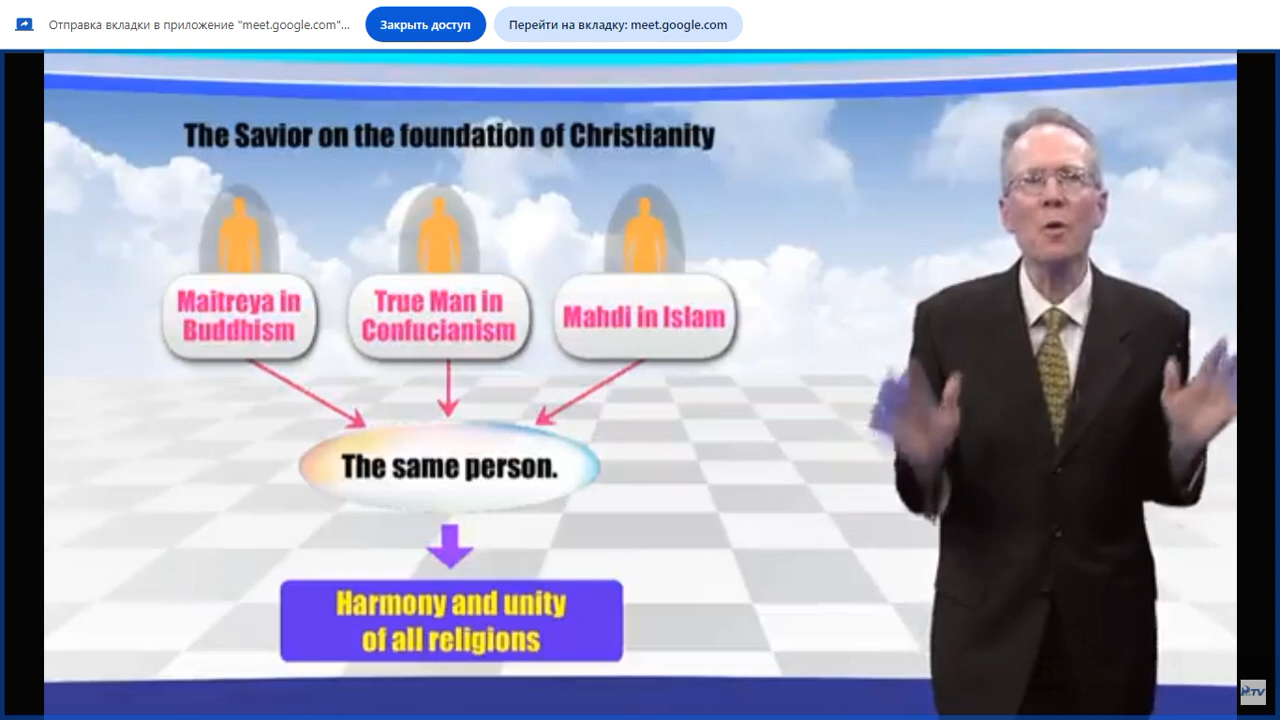 Отправка вкладки в приложение "meet.google.com"...
Закрыть доступ
Перейти на вкладку: meet.google.com
The Savior on the foundation of Christianity
Maitreya in
Buddhism
True Man in
Confucianism
Mahdi in Islam
The same person.
Harmony and unity
of all religions
TV